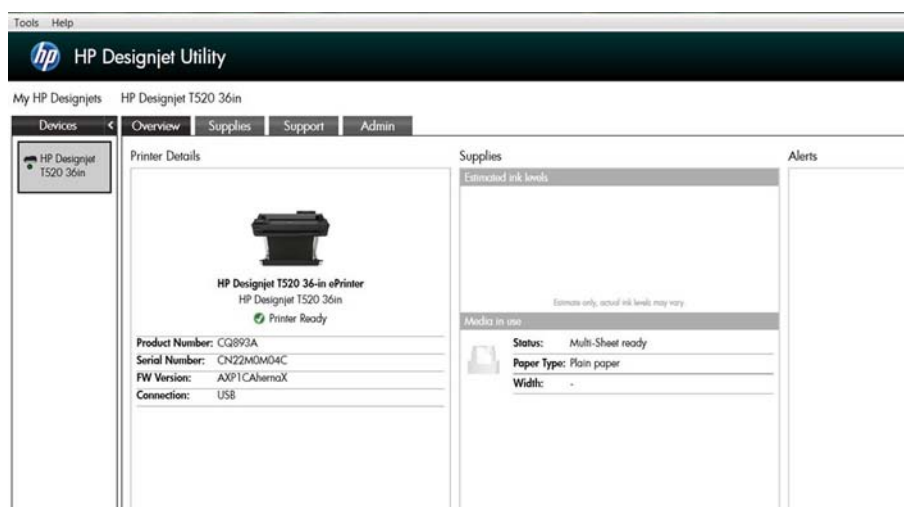 Tools Help
hp HP Designjet Utility
My HP Designjets HP Designjet T520 36in
Devices < Overview Supplies Support Admin
HP Designjet
T520 36in
Printer Details
HP Designjet T520 36-in ePrinter
HP Designjet T520 36in
Printer Ready
Product Number: CQ893A
Serial Number: CN22M0M04C
FW Version: AXP1CAhernaX
Connection: USB
Supplies
Estimated ink levels
Estimate only, actual ink levels may vary
Media in use
Status: Multi-Sheet ready
Paper Type: Plain paper
Width: -
Alerts